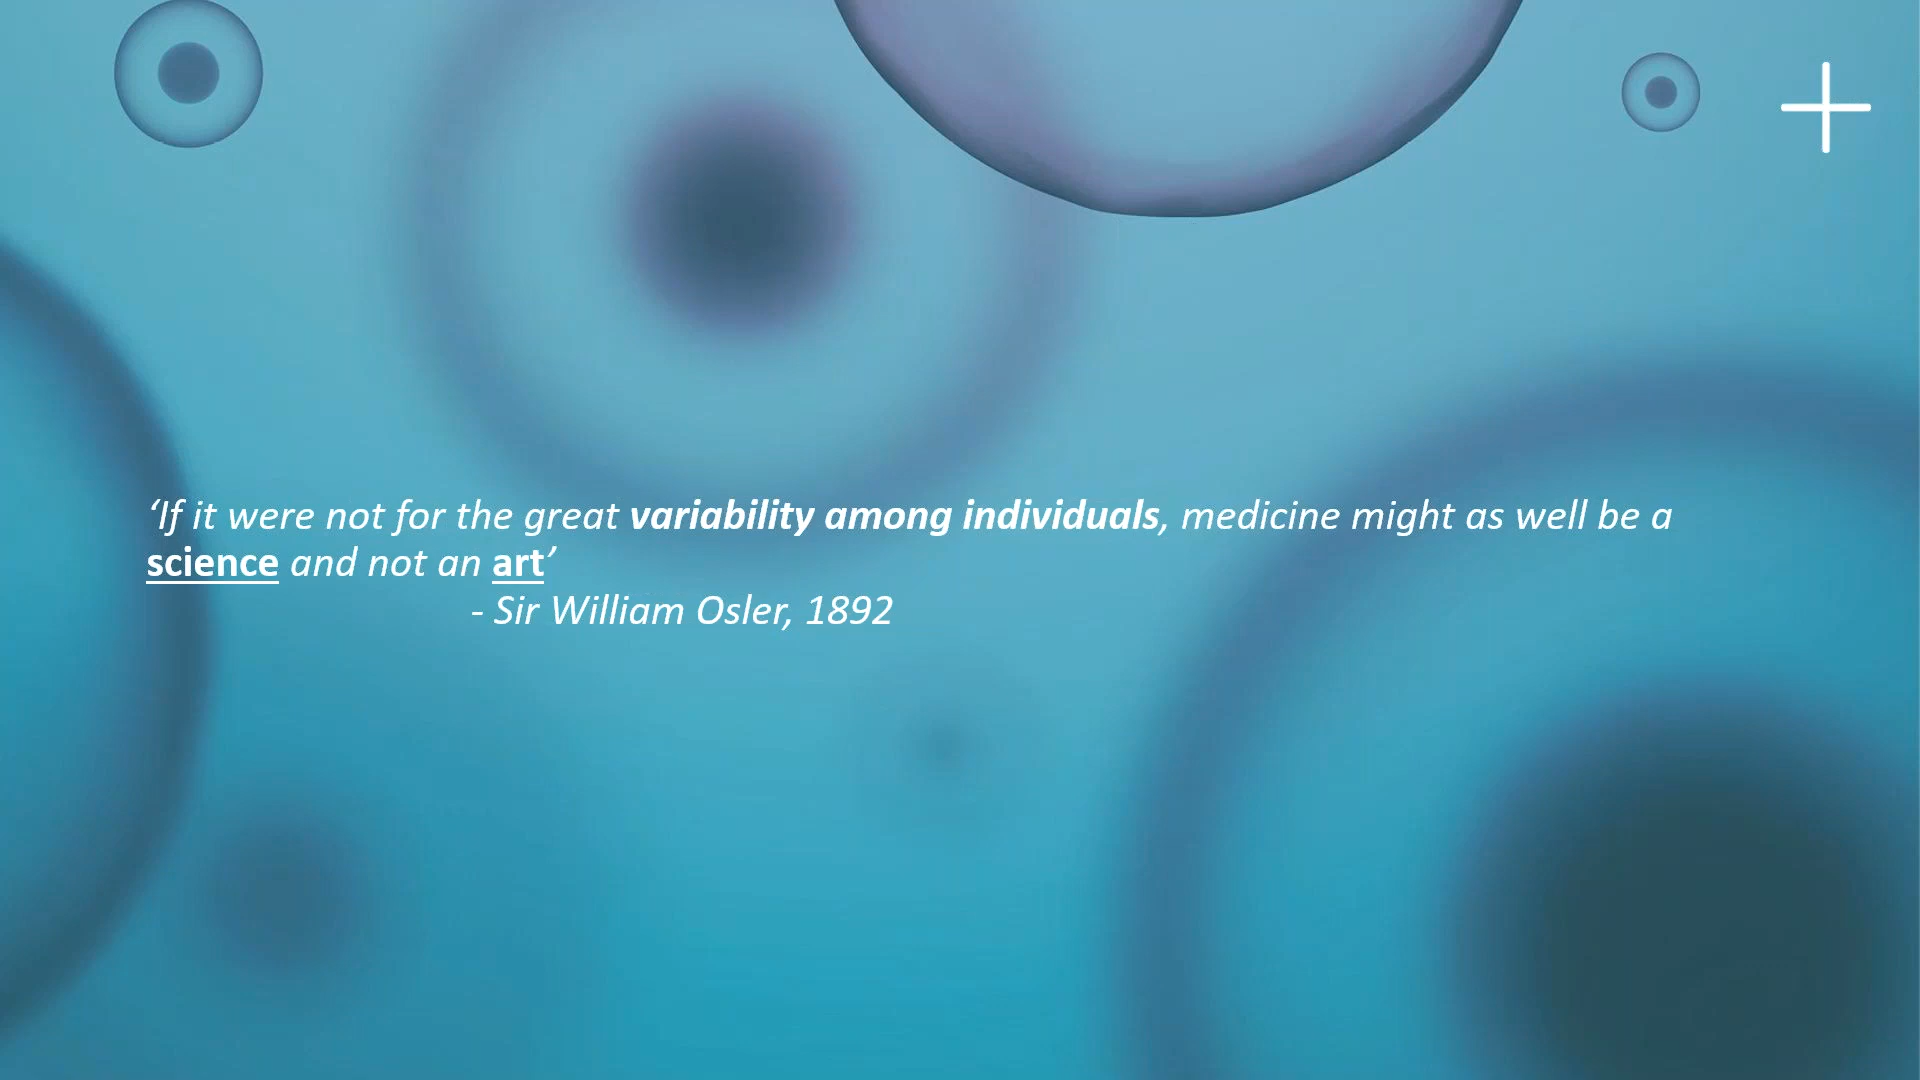 ‘If it were not for the great variability among individuals, medicine might as well be a
science and not an art’
- Sir William Osler, 1892